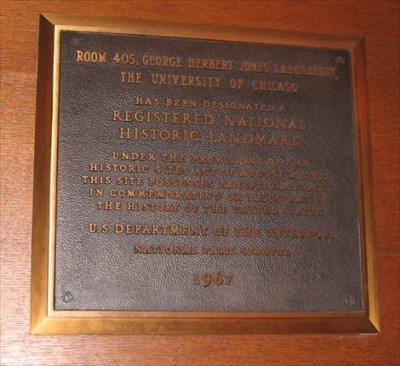 ROOM 405, GEORGE HERBERT JONES LABORATORY,
THE UNIVERSITY OF CHICAGO
HAS BEEN DESIGNATED A
REGISTERED NATIONAL
HISTORIC LANDMARK
UNDER THE PROVISIONS OF THE
HISTORIC SITES ACT OF AUGUST 21, 1935
THIS SITE POSSESSES EXCEPTIONAL VALUE
IN COMMEMORATING OR ILLUSTRATING
THE HISTORY OF THE UNITED STATES
U.S. DEPARTMENT OF THE INTERIOR
NATIONAL PARK SERVICE
1967